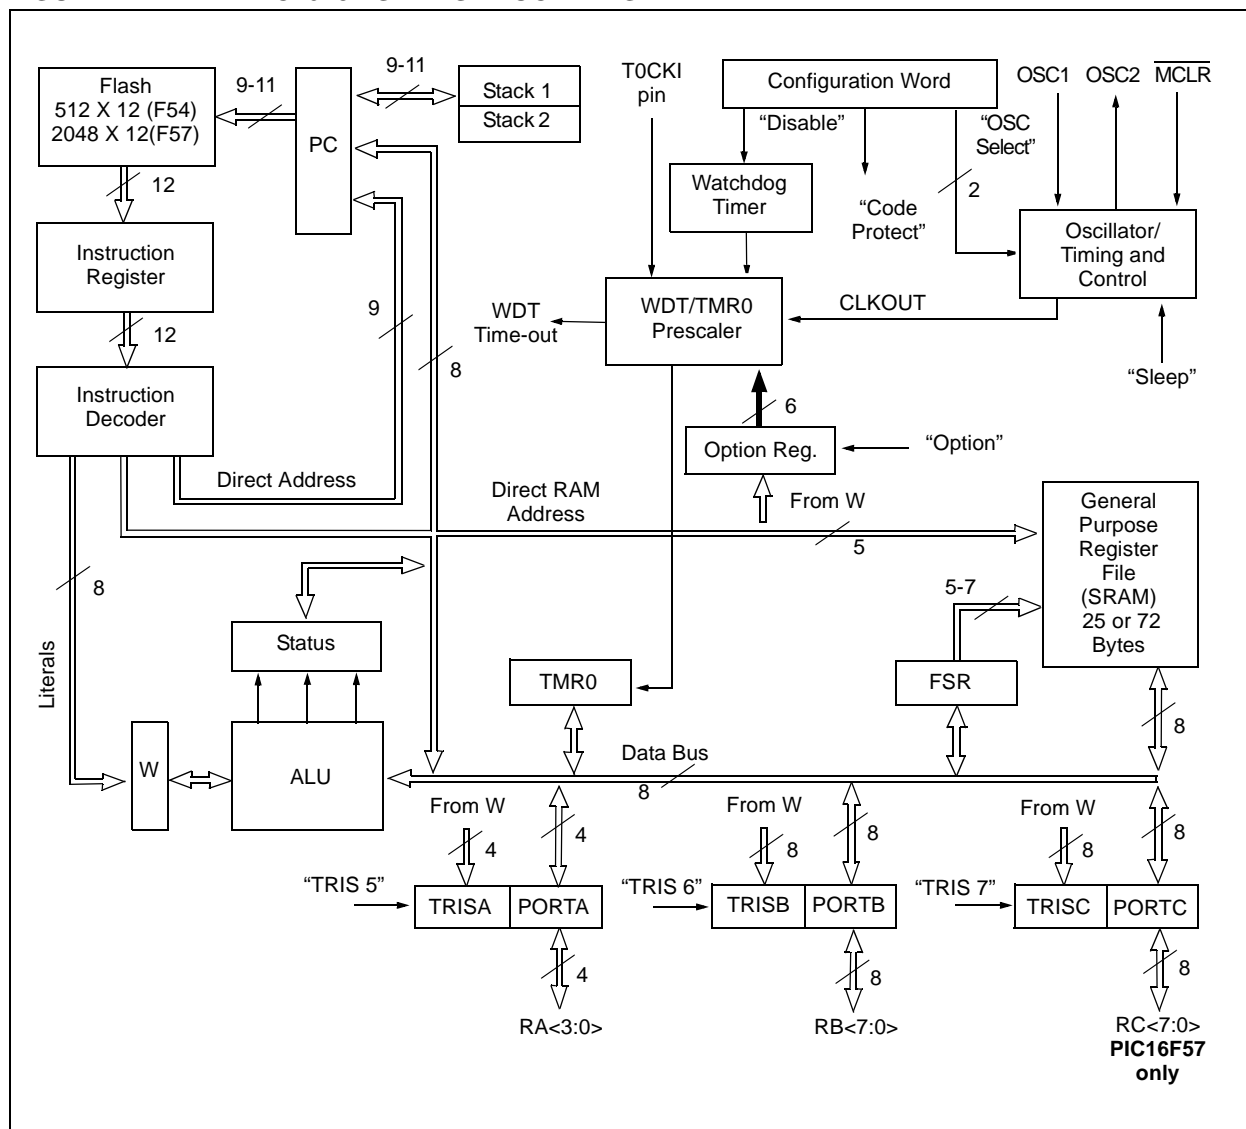 Flash
512 X 12 (F54)
2048 X 12(F57)
9-11
PC
9-11
Stack 1
Stack 2
T0CKI
pin
Configuration Word
"Disable"
"OSC
Select"
OSC1
OSC2
MCLR
12
Watchdog
Timer
"Code
Protect"
2
Instruction
Register
Oscillator/
Timing and
Control
9
WDT
Time-out
WDT/TMR0
Prescaler
CLKOUT
12
8
"Sleep"
Instruction
Decoder
6
Option Reg.
"Option"
Direct Address
Direct RAM
Address
From W
5
General
Purpose
Register
File
(SRAM)
25 or 72
Bytes
8
5-7
Literals
Status
TMR0
FSR
8
W
ALU
Data Bus
8
From W
4
4
From W
8
8
From W
8
8
"TRIS 5"
TRISA
PORTA
"TRIS 6"
TRISB
PORTB
"TRIS 7"
TRISC
PORTC
4
8
8
RA<3:0>
RB<7:0>
RC<7:0>
PIC16F57
only